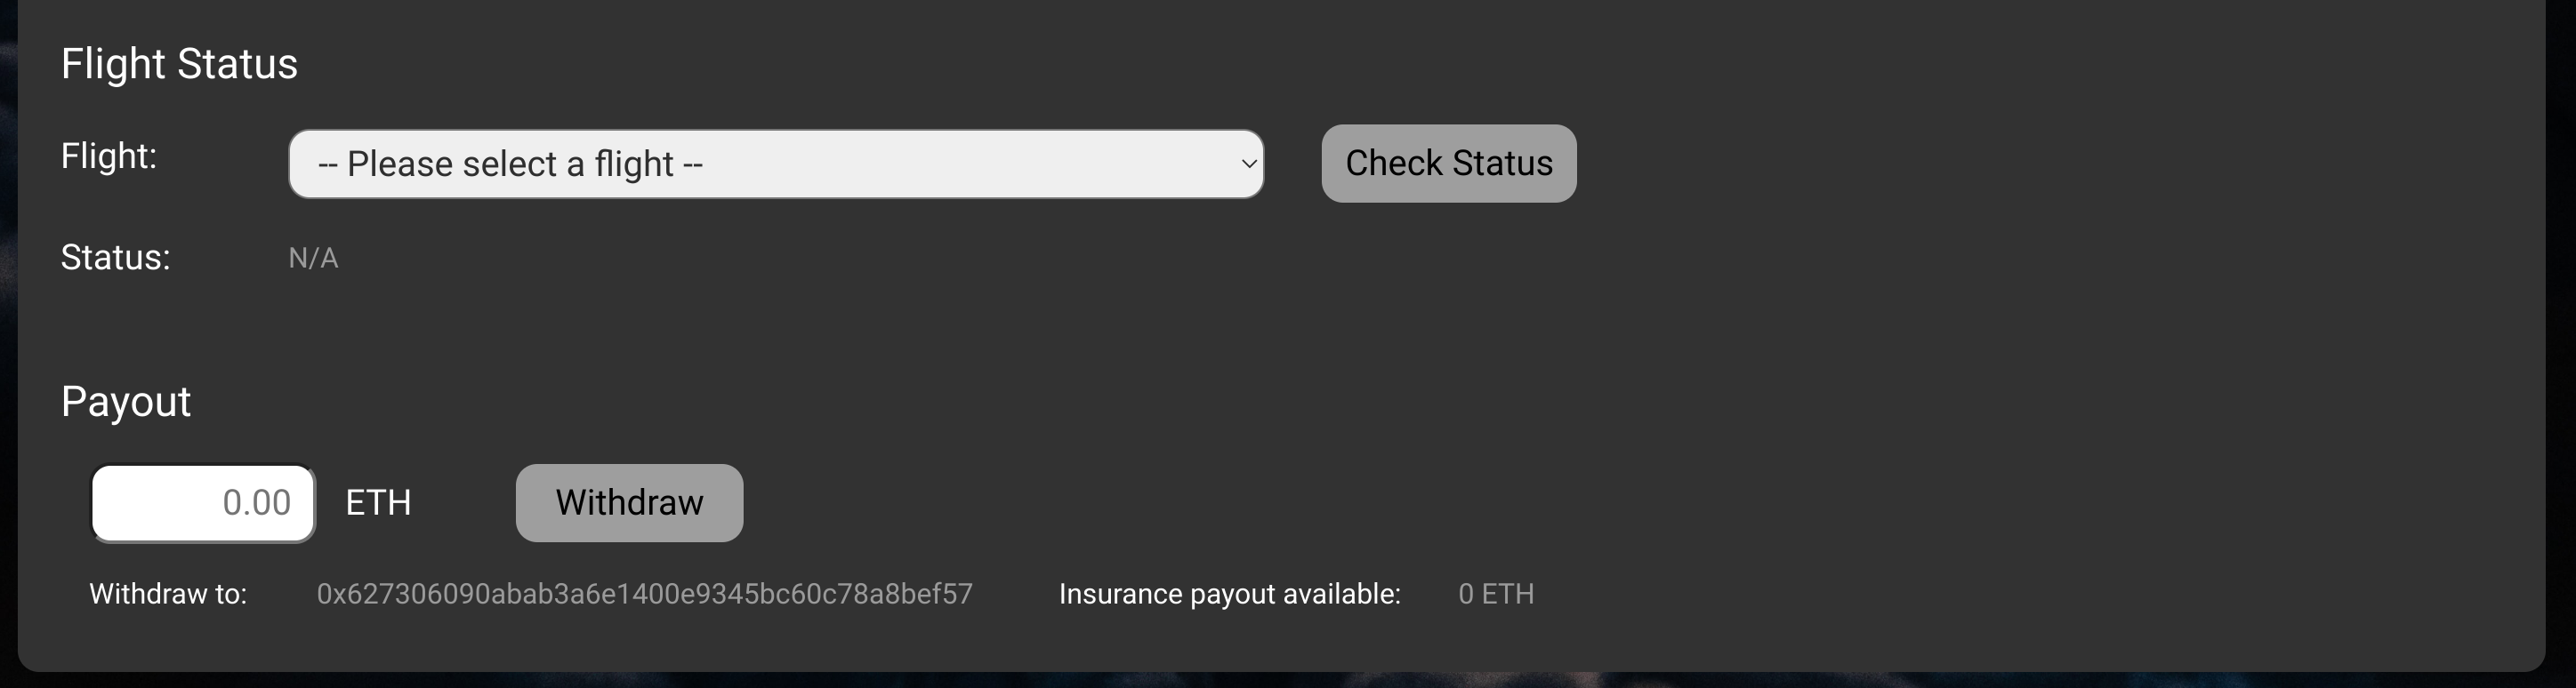 Flight Status
Flight: -- Please select a flight -- Check Status
Status: N/A
Payout
0.00 ETH Withdraw
Withdraw to: 0x627306090abab3a6e1400e9345bc60c78a8bef57 Insurance payout available: 0 ETH